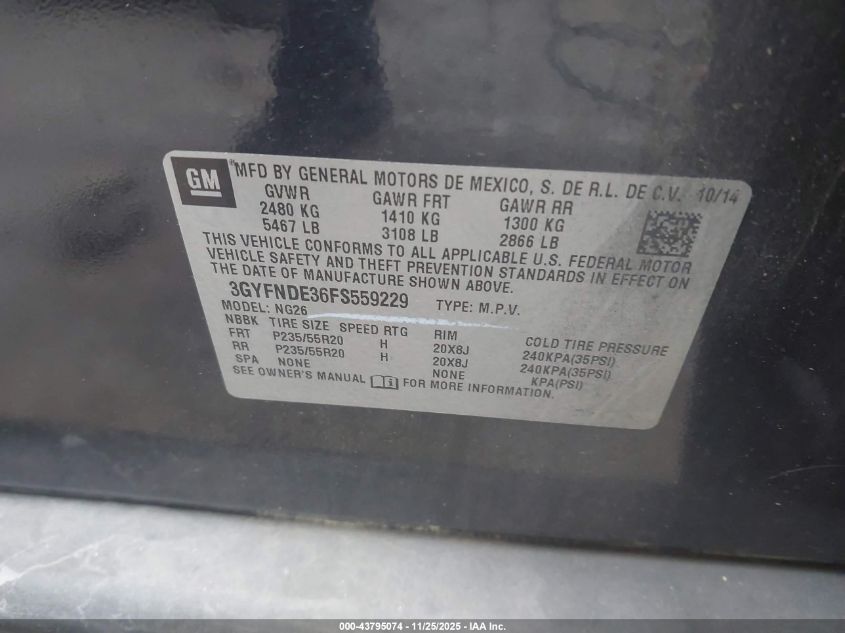 GM
MFD BY GENERAL MOTORS DE MEXICO, S. DE R.L. DE C.V. 10/14
GVWR GAWR FRT GAWR RR
2480 KG 1410 KG 1300 KG
5467 LB 3108 LB 2866 LB
THIS VEHICLE CONFORMS TO ALL APPLICABLE U.S. FEDERAL MOTOR
VEHICLE SAFETY AND THEFT PREVENTION STANDARDS IN EFFECT ON
THE DATE OF MANUFACTURE SHOWN ABOVE.
3GYFNDE36FS559229 TYPE: M.P.V.
MODEL: NG26
NBBK TIRE SIZE SPEED RTG RIM COLD TIRE PRESSURE
FRT P235/55R20 H 20X8J 240KPA(35PSI)
RR P235/55R20 H 20X8J 240KPA(35PSI)
SPA NONE NONE KPA(PSI)
SEE OWNER'S MANUAL FOR MORE INFORMATION.
000-43795074 - 11/25/2025 - IAA Inc.